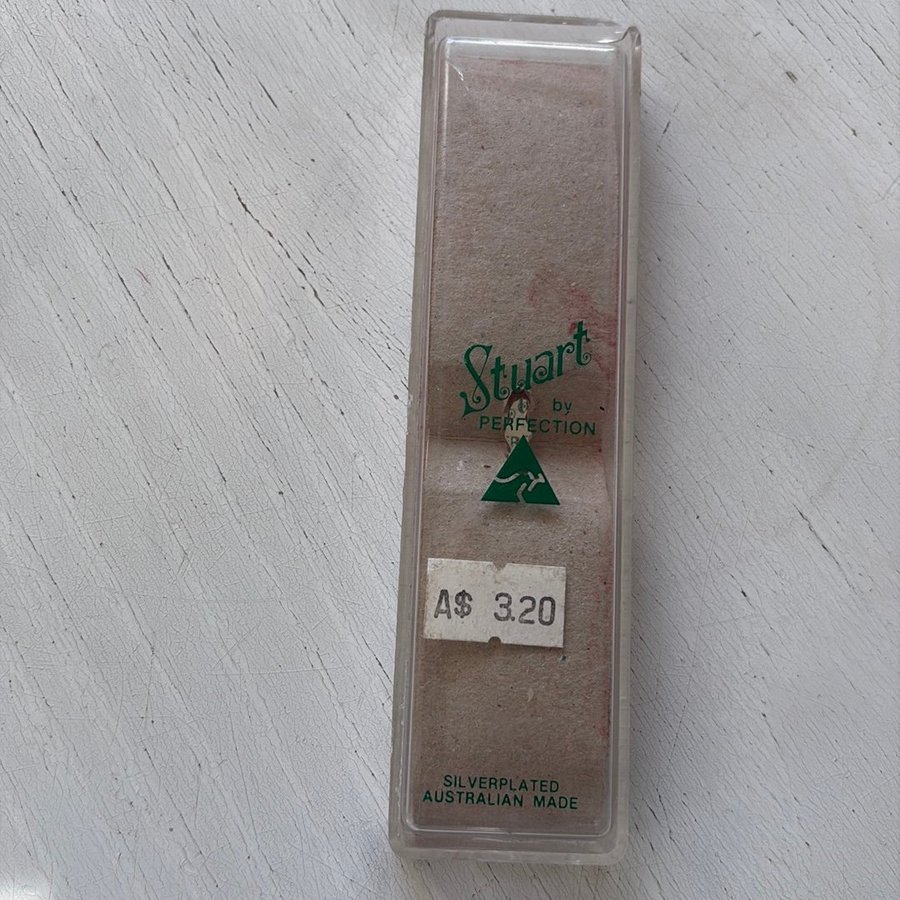 Stuart
by
PERFECTION
A$ 3.20
SILVERPLATED
AUSTRALIAN MADE